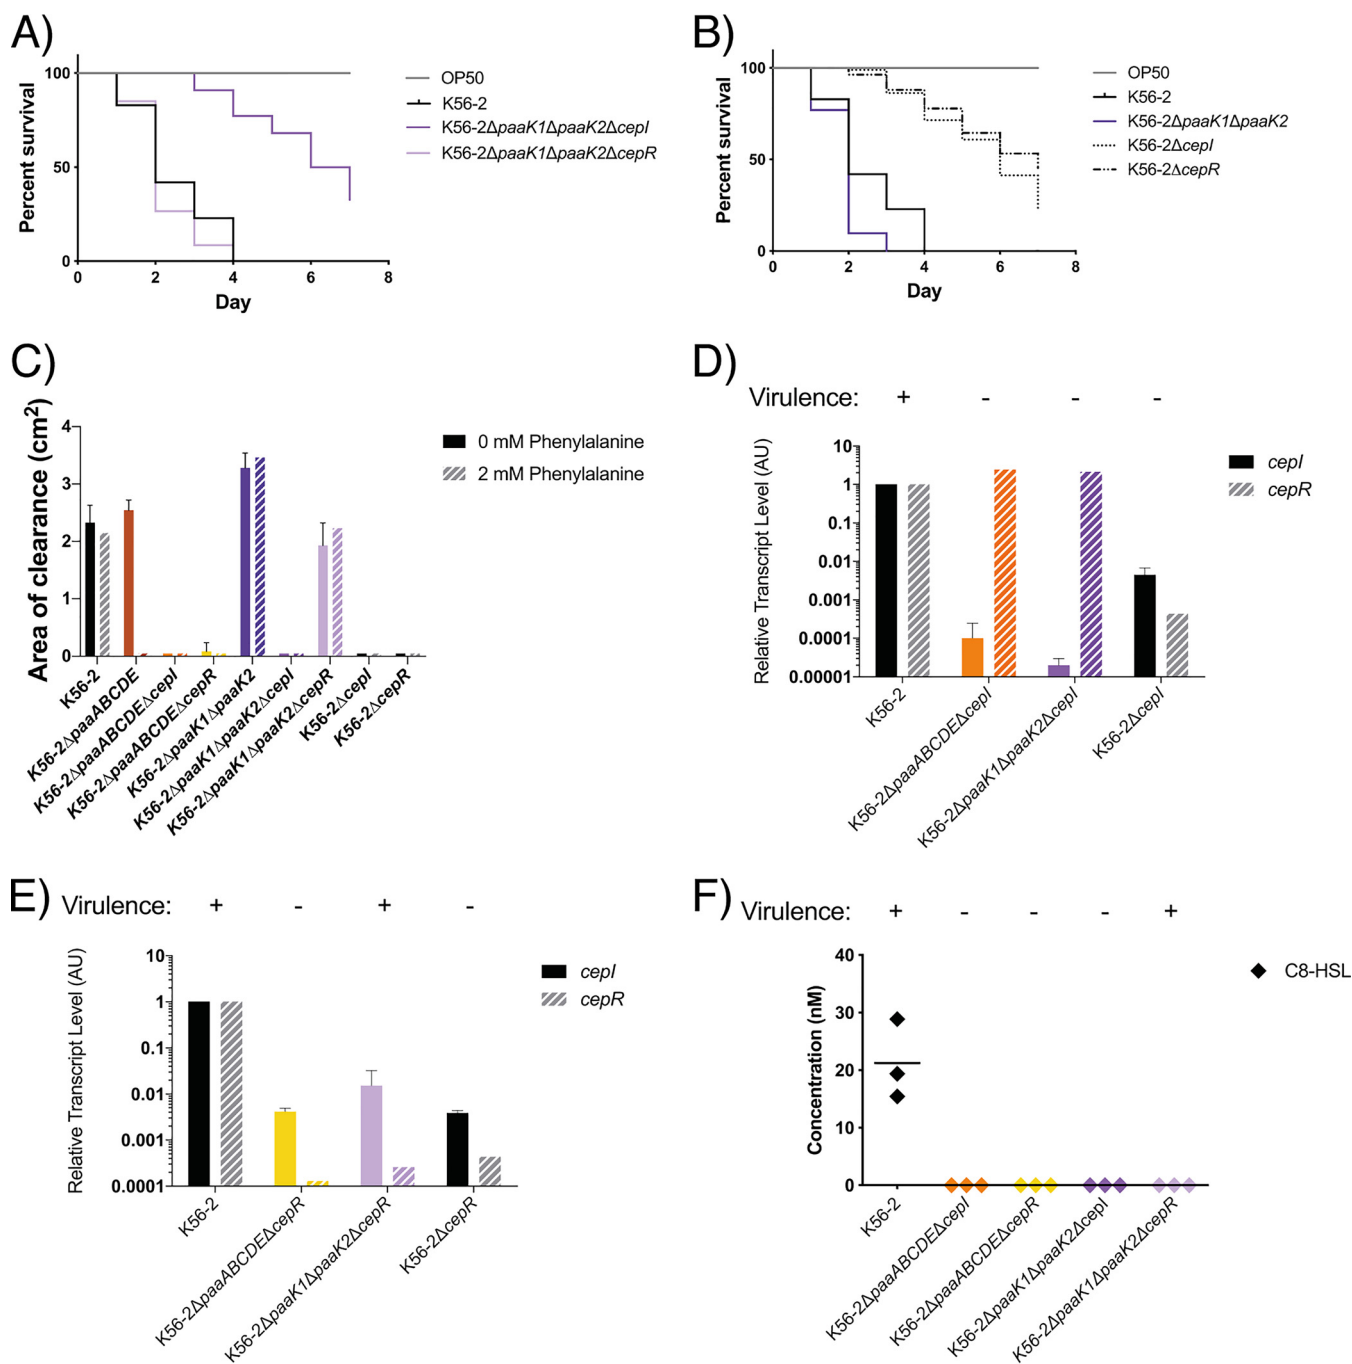 A)
Percent survival
100
50
0
0 2 4 6 8
Day
OP50
K56-2
K56-2ΔpaaK1ΔpaaK2ΔcepI
K56-2ΔpaaK1ΔpaaK2ΔcepR
B)
Percent survival
100
50
0
0 2 4 6 8
Day
OP50
K56-2
K56-2ΔpaaK1ΔpaaK2
K56-2ΔcepI
K56-2ΔcepR
C)
Area of clearance (cm²)
4
3
2
1
0
0 mM Phenylalanine
2 mM Phenylalanine
K56-2
K56-2ΔpaaABCDE
K56-2ΔpaaABCDEΔcepI
K56-2ΔpaaABCDEΔcepR
K56-2ΔpaaK1ΔpaaK2
K56-2ΔpaaK1ΔpaaK2ΔcepI
K56-2ΔpaaK1ΔpaaK2ΔcepR
K56-2ΔcepI
K56-2ΔcepR
D)
Virulence: + - - -
Relative Transcript Level (AU)
10
1
0.1
0.01
0.001
0.0001
0.00001
cepI
cepR
K56-2
K56-2ΔpaaABCDEΔcepI
K56-2ΔpaaK1ΔpaaK2ΔcepI
K56-2ΔcepI
E)
Virulence: + - + -
Relative Transcript Level (AU)
10
1
0.1
0.01
0.001
0.0001
cepI
cepR
K56-2
K56-2ΔpaaABCDEΔcepR
K56-2ΔpaaK1ΔpaaK2ΔcepR
K56-2ΔcepR
F)
Virulence: + - - - +
Concentration (nM)
40
30
20
10
0
C8-HSL
K56-2
K56-2ΔpaaABCDEΔcepI
K56-2ΔpaaABCDEΔcepR
K56-2ΔpaaK1ΔpaaK2ΔcepI
K56-2ΔpaaK1ΔpaaK2ΔcepR